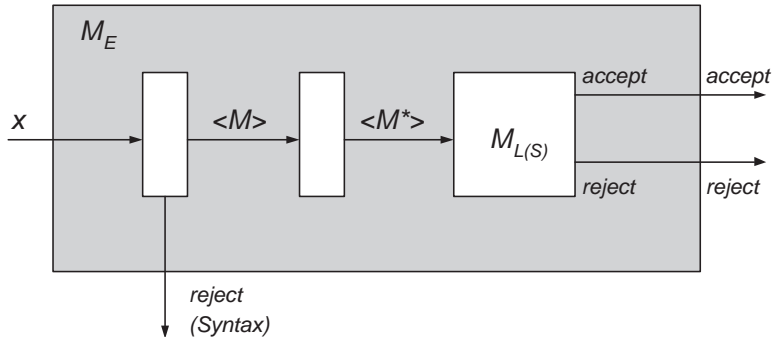 M_E
accept
accept
x
<M>
<M*>
M_L(S)
reject
reject
reject
(Syntax)